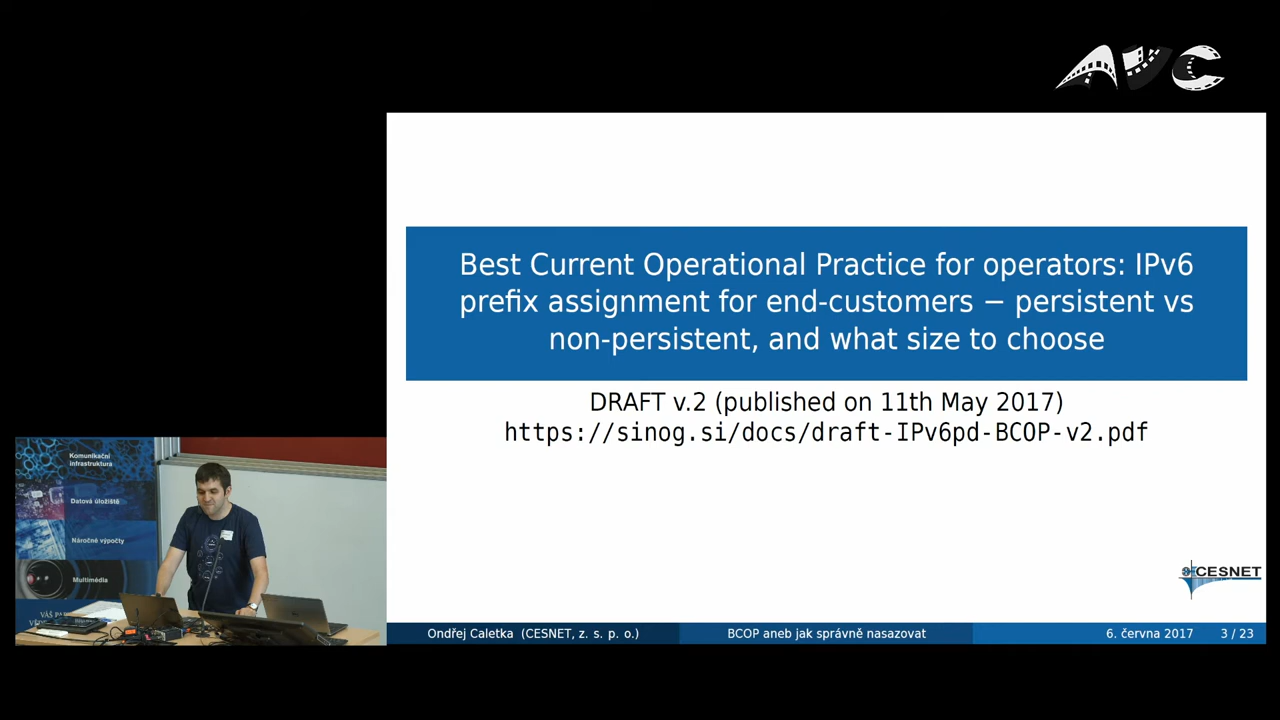 AVC
Best Current Operational Practice for operators: IPv6
prefix assignment for end-customers − persistent vs
non-persistent, and what size to choose
DRAFT v.2 (published on 11th May 2017)
https://sinog.si/docs/draft-IPv6pd-BCOP-v2.pdf
CESNET
Ondřej Caletka (CESNET, z. s. p. o.)
BCOP aneb jak správně nasazovat
6. června 2017
3 / 23
Komunikační
infrastruktura
Datová úložiště
Náročné výpočty
Multimédia